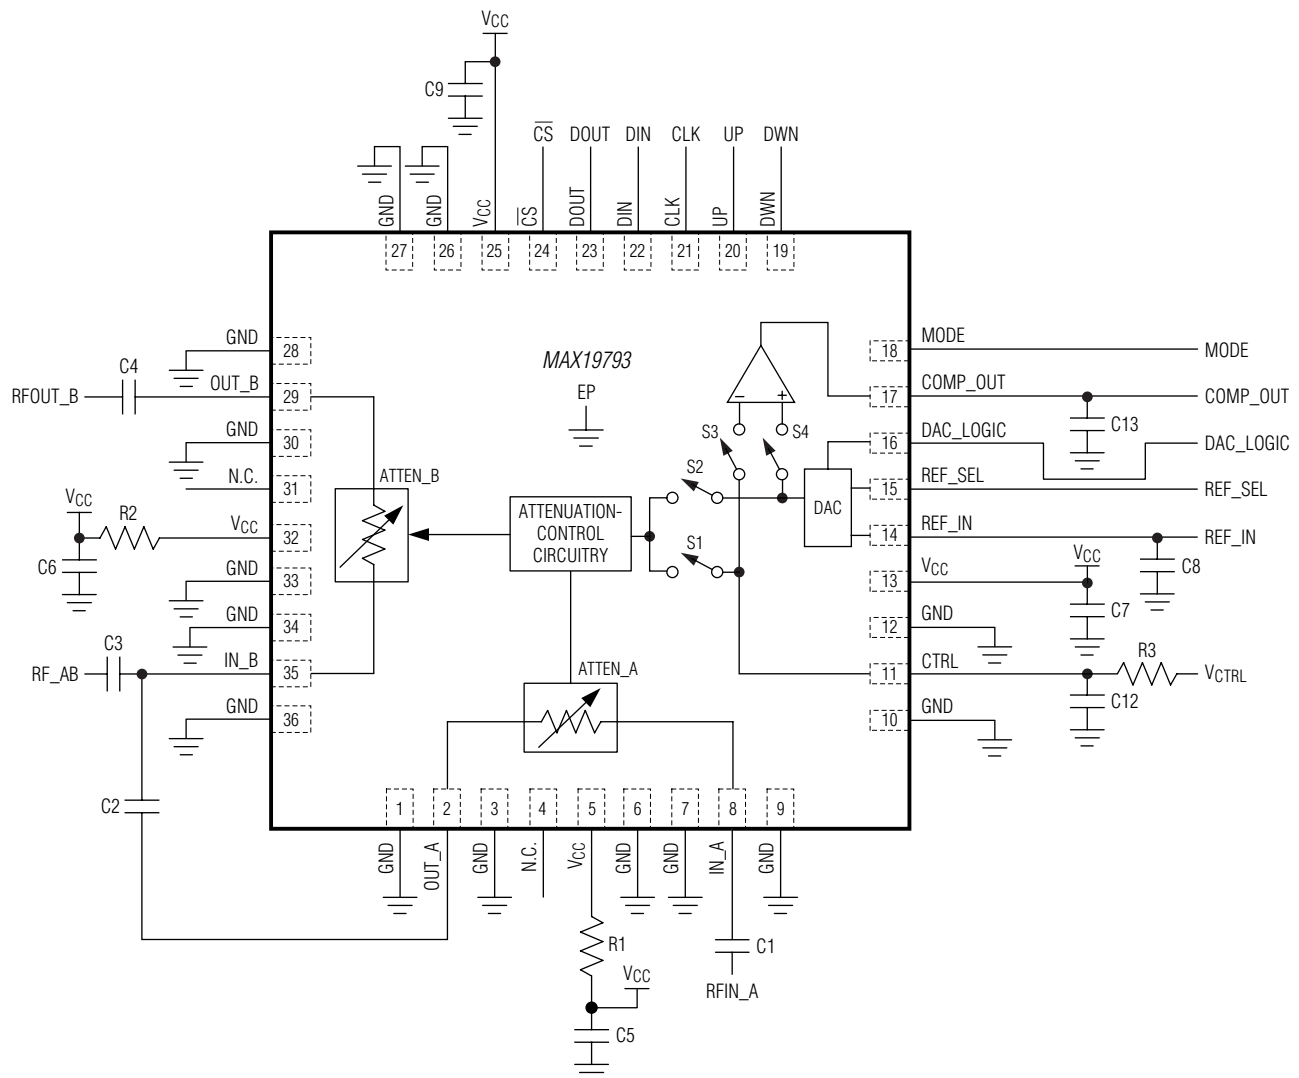 VCC
C9
CS DOUT DIN CLK UP DWN
GND GND VCC CS DOUT DIN CLK UP DWN
27 26 25 24 23 22 21 20 19
GND
28
C4
RFOUT_B
OUT_B
29
GND
30
N.C.
31
VCC
R2
VCC
32
C6
GND
33
GND
34
C3
RF_AB
IN_B
35
GND
36
C2
MAX19793
EP
ATTEN_B
ATTENUATION-
CONTROL
CIRCUITRY
ATTEN_A
S3
S4
S2
S1
- +
DAC
18
MODE
MODE
17
COMP_OUT
COMP_OUT
C13
16
DAC_LOGIC
DAC_LOGIC
15
REF_SEL
REF_SEL
14
REF_IN
REF_IN
C8
13
VCC
VCC
C7
12
GND
11
CTRL
R3
VCTRL
C12
10
GND
1 2 3 4 5 6 7 8 9
GND OUT_A GND N.C. VCC GND GND IN_A GND
R1
VCC
C5
C1
RFIN_A